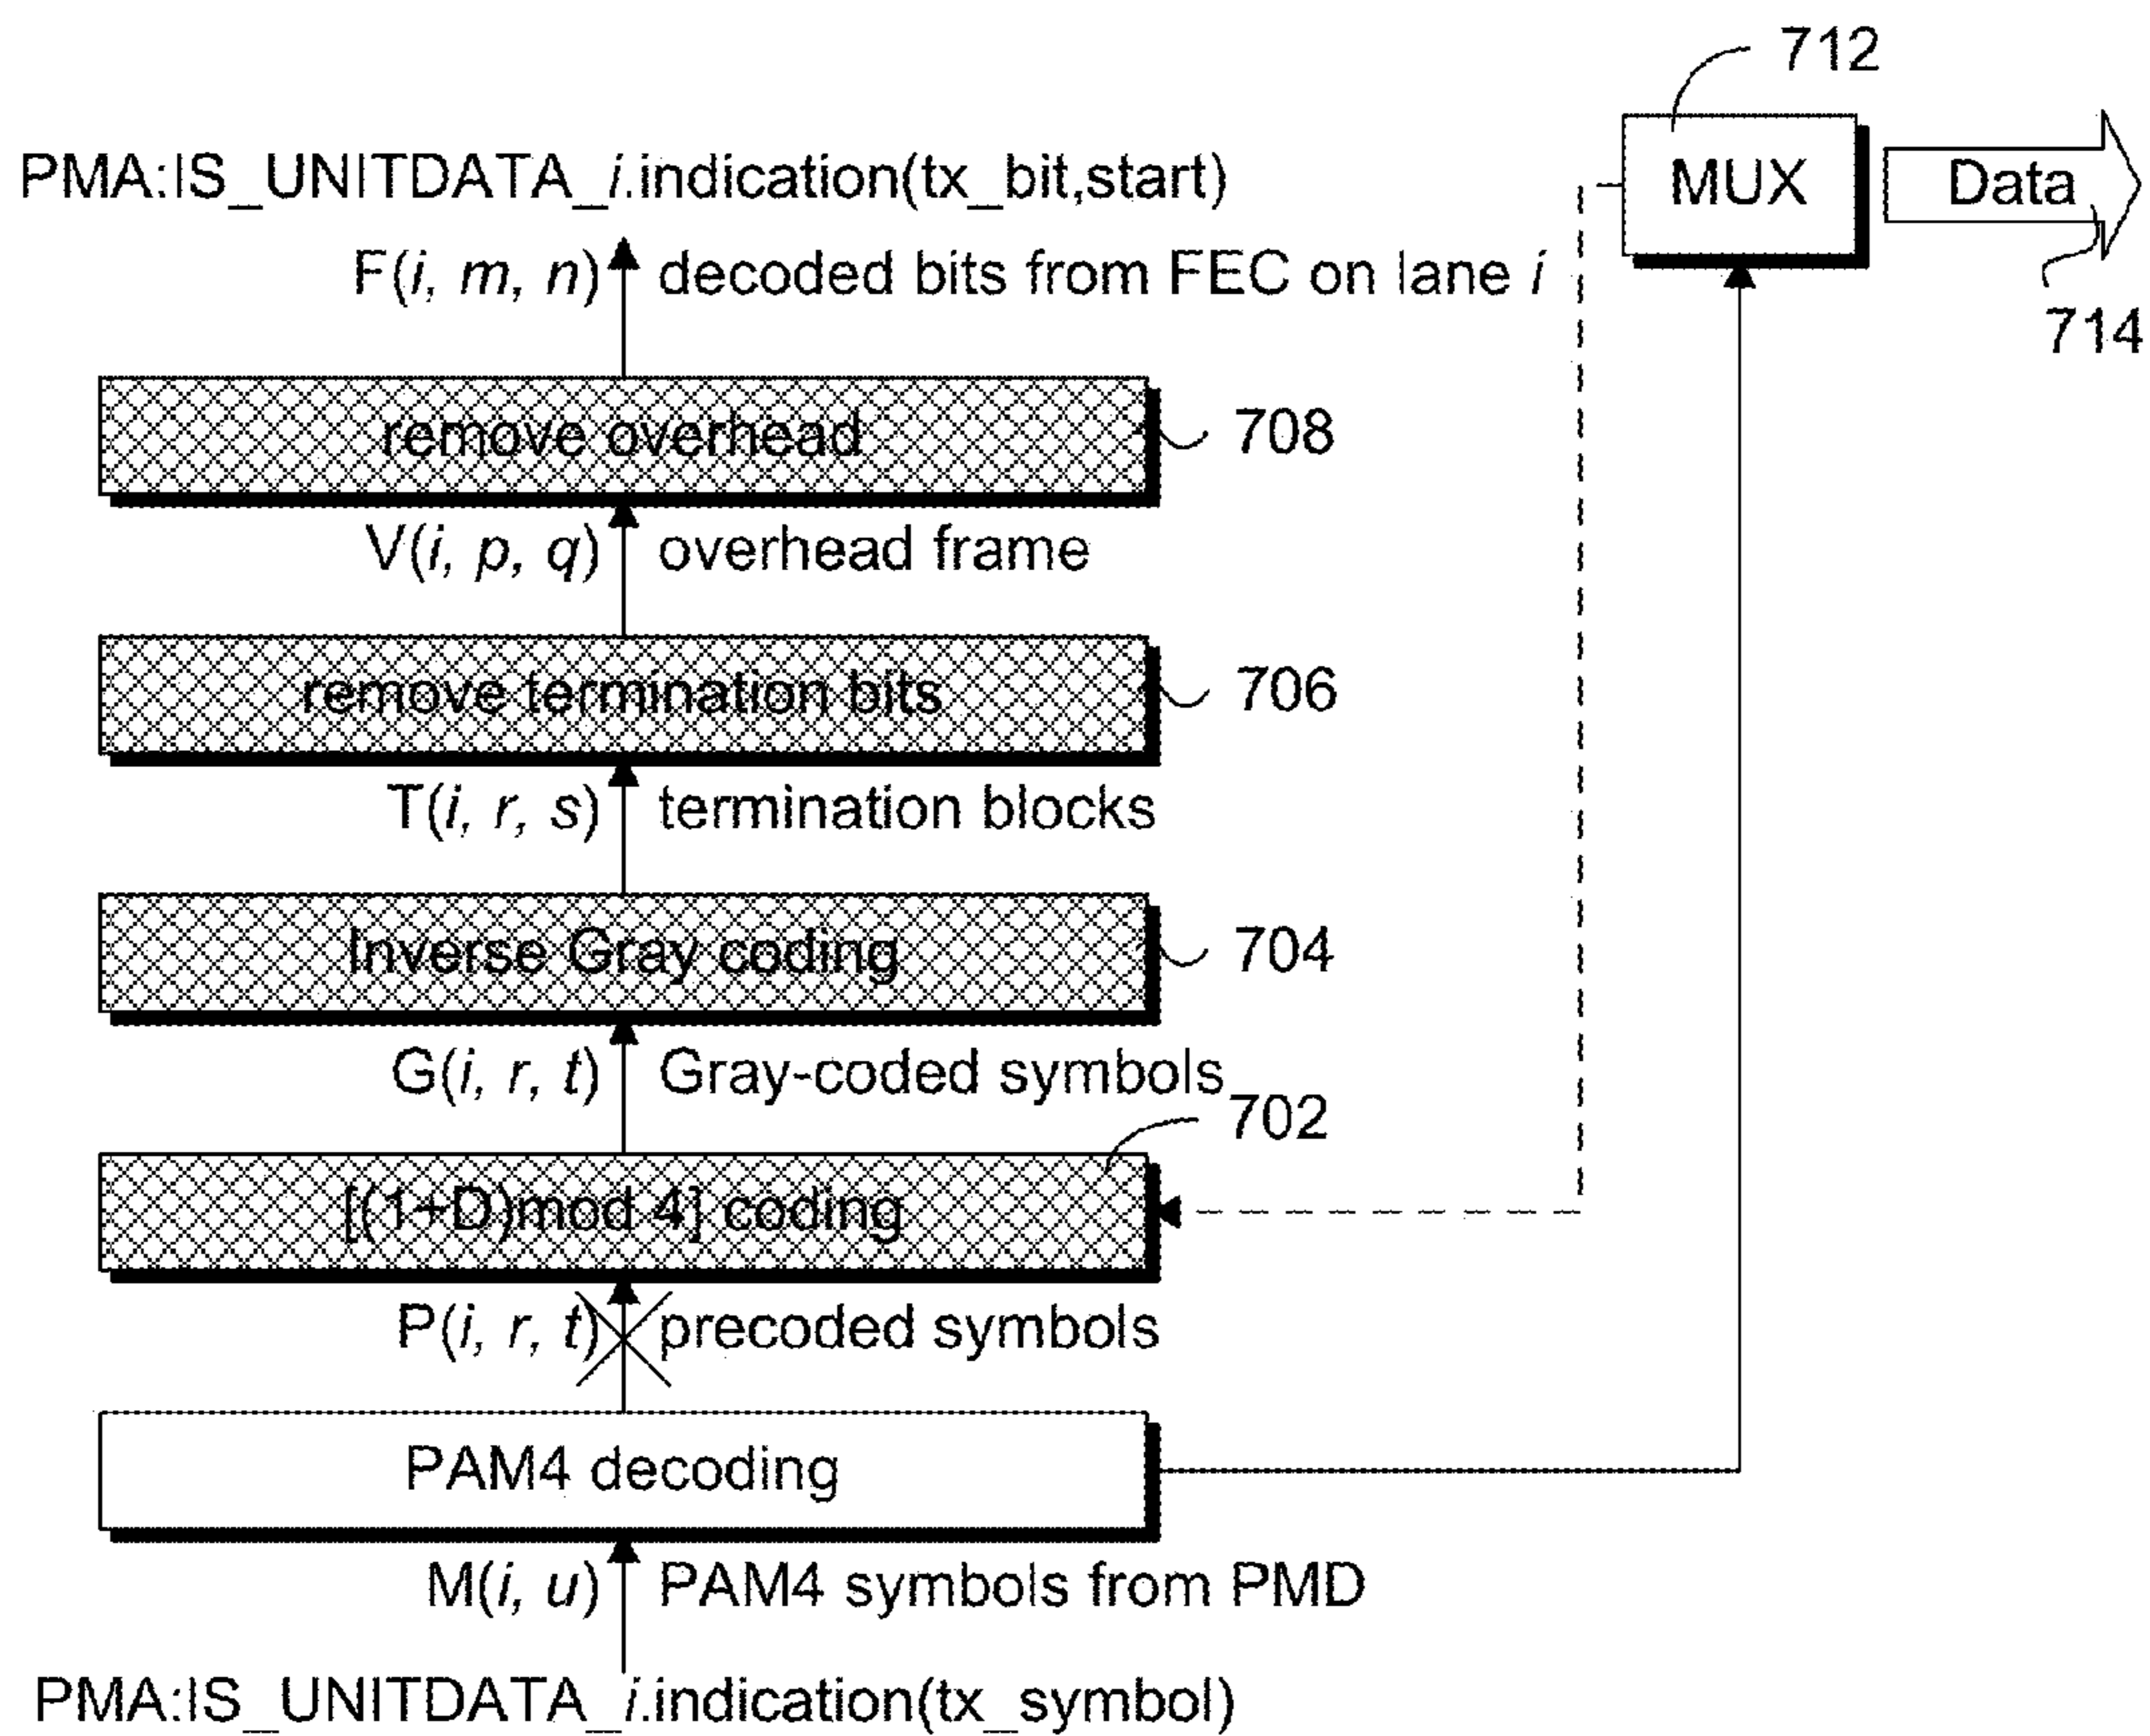 712
MUX
Data
714
PMA:IS_UNITDATA_i.indication(tx_bit,start)
F(i, m, n) decoded bits from FEC on lane i
remove overhead
708
V(i, p, q) overhead frame
remove termination bits
706
T(i, r, s) termination blocks
Inverse Gray coding
704
G(i, r, t) Gray-coded symbols
702
[(1+D)mod 4] coding
P(i, r, t) precoded symbols
PAM4 decoding
M(i, u) PAM4 symbols from PMD
PMA:IS_UNITDATA_i.indication(tx_symbol)